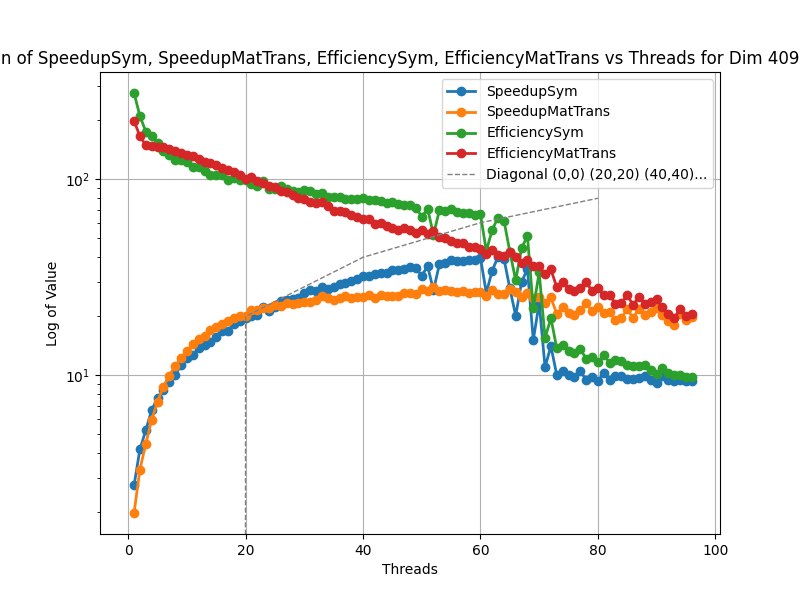 n of SpeedupSym, SpeedupMatTrans, EfficiencySym, EfficiencyMatTrans vs Threads for Dim 409
SpeedupSym
SpeedupMatTrans
EfficiencySym
EfficiencyMatTrans
Diagonal (0,0) (20,20) (40,40)...
10²
10¹
Log of Value
0 20 40 60 80 100
Threads